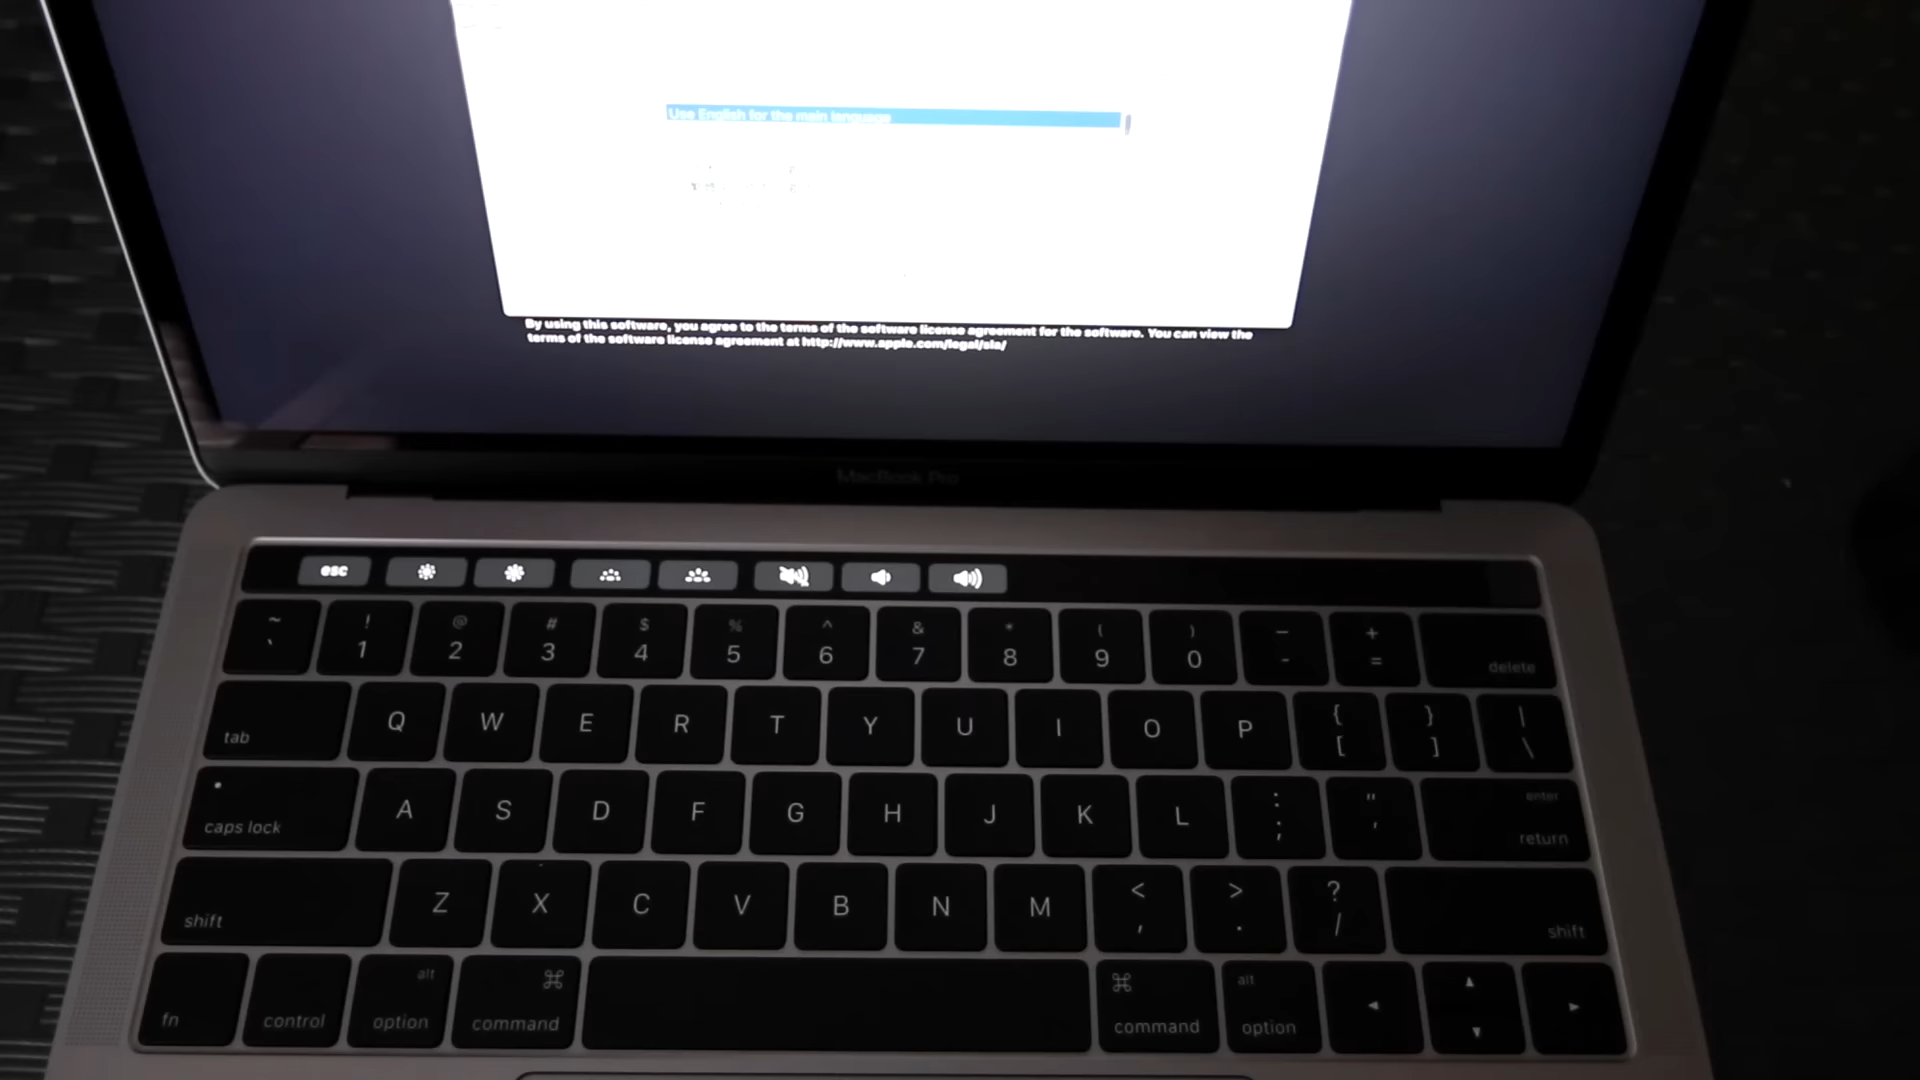 Use English for the main language
By using this software, you agree to the terms of the software license agreement for the software. You can view the
terms of the software license agreement at http://www.apple.com/legal/sla/
MacBook Pro
esc
~ ! @ # $ % ^ & * ( ) — +
` 1 2 3 4 5 6 7 8 9 0 - = delete
{ } |
tab Q W E R T Y U I O P [ ] \
: " enter
caps lock A S D F G H J K L ; ' return
< > ?
shift Z X C V B N M , . / shift
alt ⌘ ⌘ alt
fn control option command command option